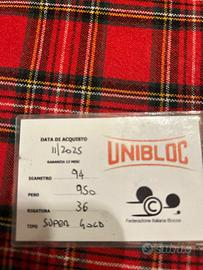 DATA DI ACQUISTO
11/2025
GARANZIA 12 MESI
DIAMETRO 94
PESO 950
RIGATURA 36
TIPO SUPER GOLD
UNIBLOC
Federazione Italiana Bocce
subito